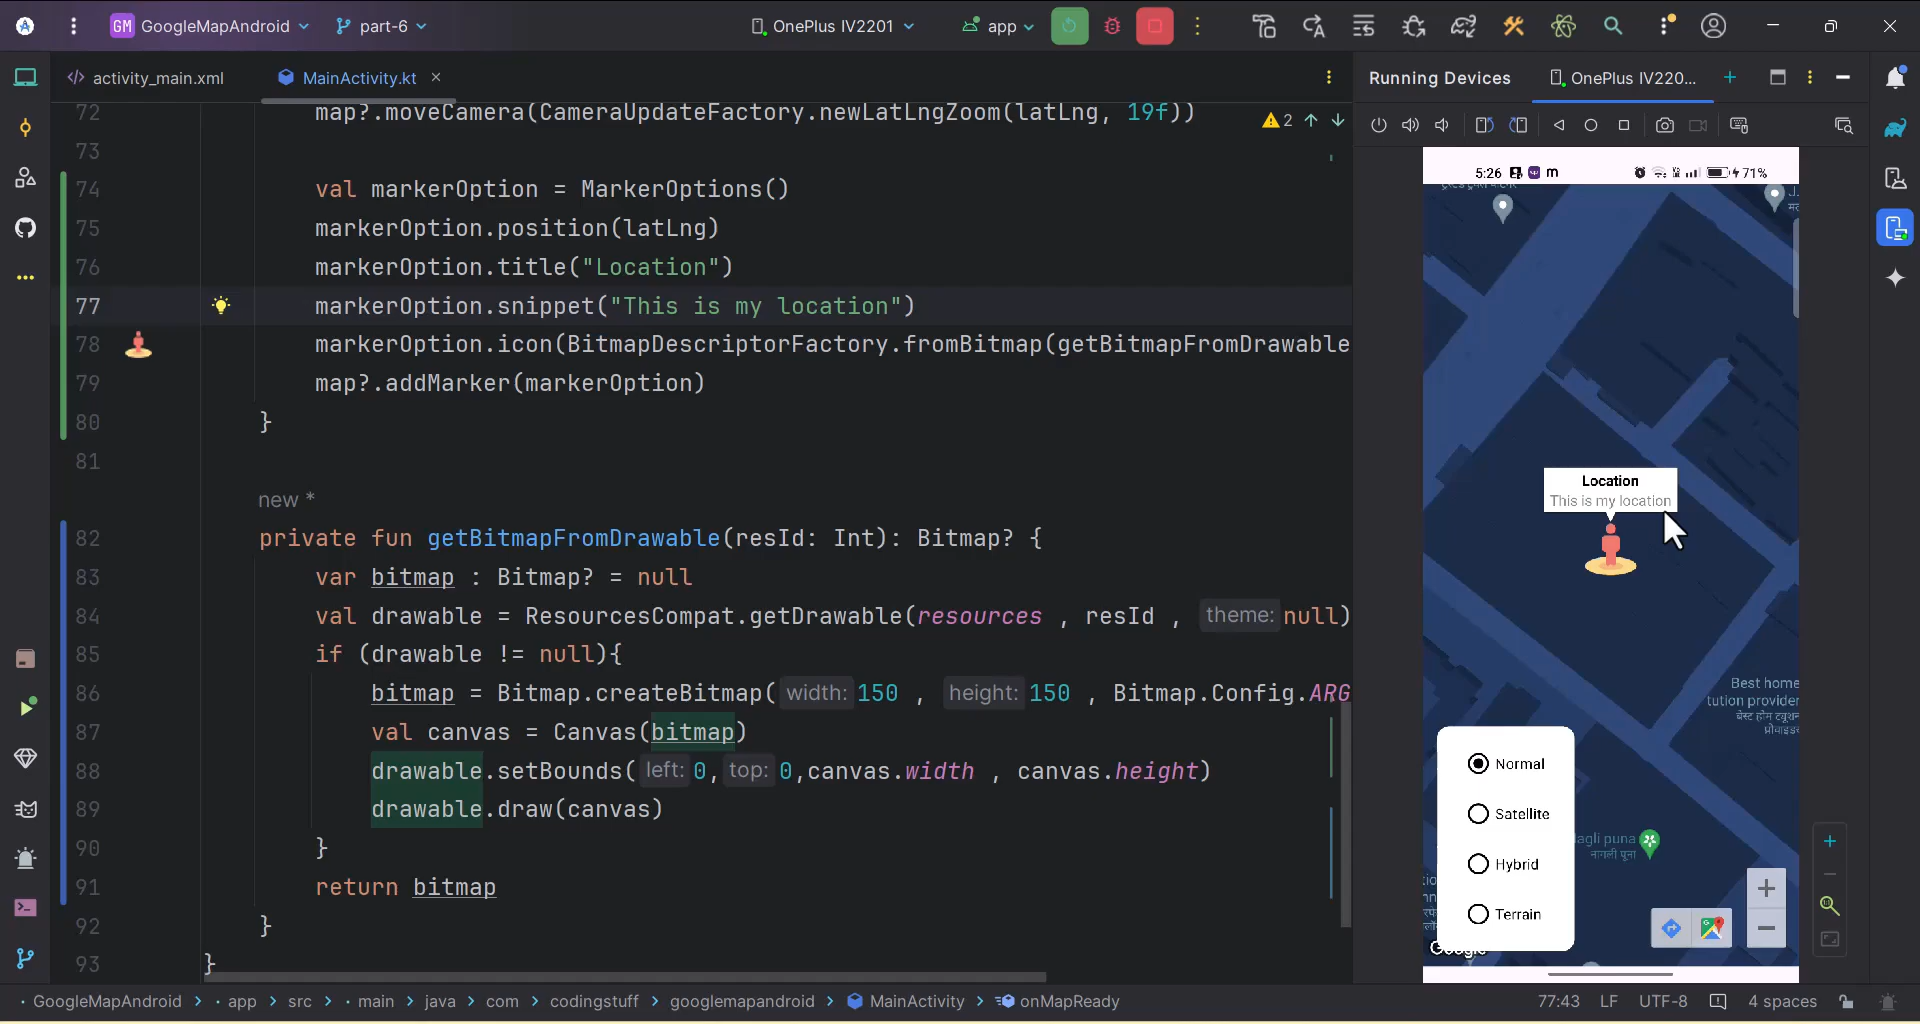 GM GoogleMapAndroid part-6 OnePlus IV2201 app
activity_main.xml MainActivity.kt Running Devices OnePlus IV220...
72 map?.moveCamera(CameraUpdateFactory.newLatLngZoom(latLng, 19f))
2
73
74 val markerOption = MarkerOptions()
75 markerOption.position(latLng)
76 markerOption.title("Location")
77 markerOption.snippet("This is my location")
78 markerOption.icon(BitmapDescriptorFactory.fromBitmap(getBitmapFromDrawable
79 map?.addMarker(markerOption)
80 }
81
new *
82 private fun getBitmapFromDrawable(resId: Int): Bitmap? {
83 var bitmap : Bitmap? = null
84 val drawable = ResourcesCompat.getDrawable(resources , resId , theme: null)
85 if (drawable != null){
86 bitmap = Bitmap.createBitmap( width: 150 , height: 150 , Bitmap.Config.ARG
87 val canvas = Canvas(bitmap)
88 drawable.setBounds( left: 0, top: 0,canvas.width , canvas.height)
89 drawable.draw(canvas)
90 }
91 return bitmap
92 }
93 }
5:26 m 71%
Location
This is my location
Best home
tution provider
बेस्ट होम ट्यूशन
प्रोवाइडर
Normal
Satellite
Hybrid
Terrain
agli puna
नागली पूना
Google
GoogleMapAndroid app src main java com codingstuff googlemapandroid MainActivity onMapReady 77:43 LF UTF-8 4 spaces